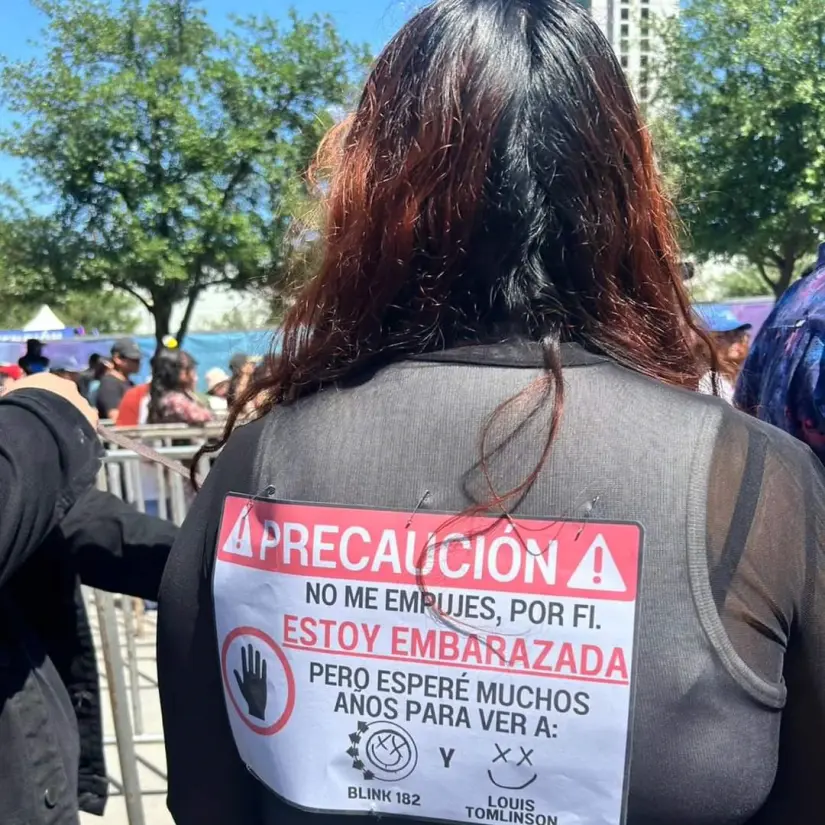 PRECAUCIÓN
NO ME EMPUJES, POR FI.
ESTOY EMBARAZADA
PERO ESPERÉ MUCHOS
AÑOS PARA VER A:
Y
BLINK 182
LOUIS
TOMLINSON